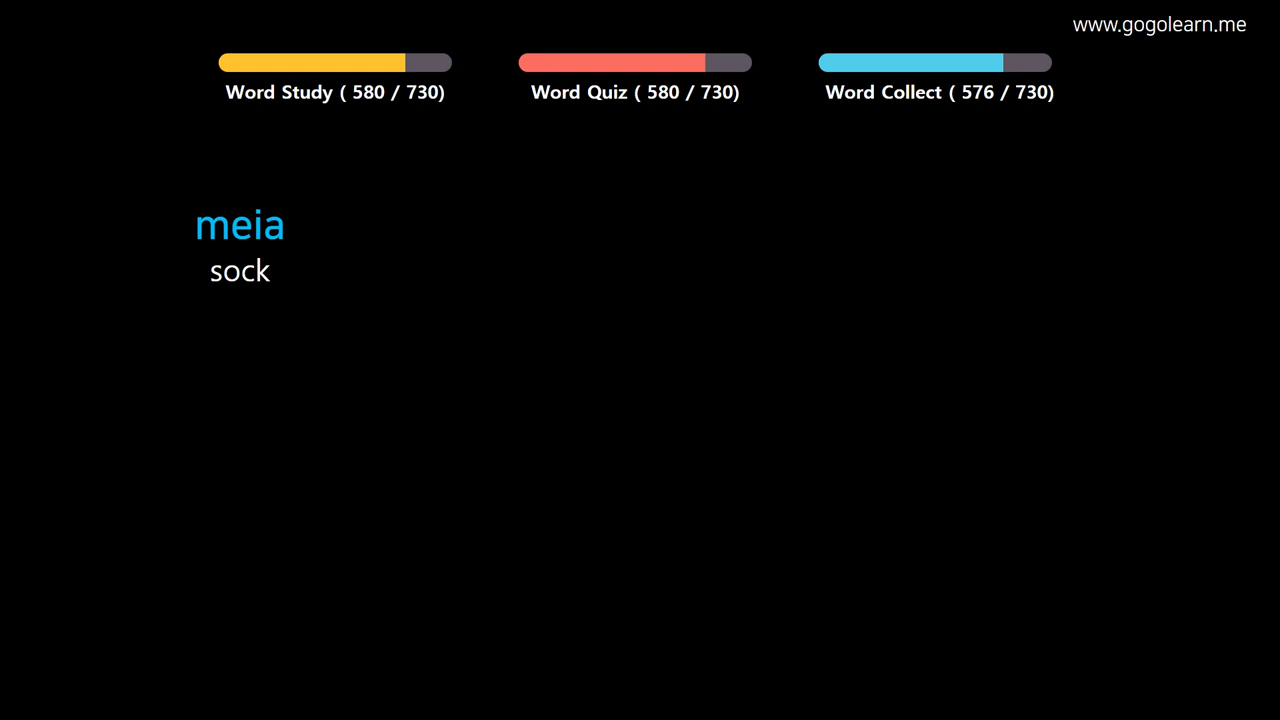 www.gogolearn.me
Word Study ( 580 / 730)
Word Quiz ( 580 / 730)
Word Collect ( 576 / 730)
meia
sock